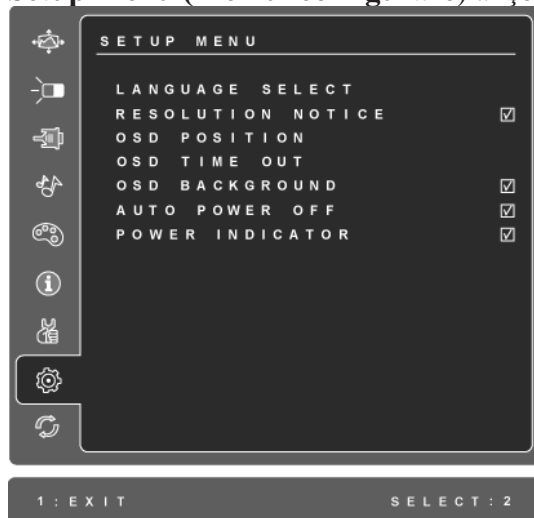 SETUP MENU
LANGUAGE SELECT
RESOLUTION NOTICE ☑
OSD POSITION
OSD TIME OUT
OSD BACKGROUND ☑
AUTO POWER OFF ☑
POWER INDICATOR ☑
1:EXIT SELECT:2